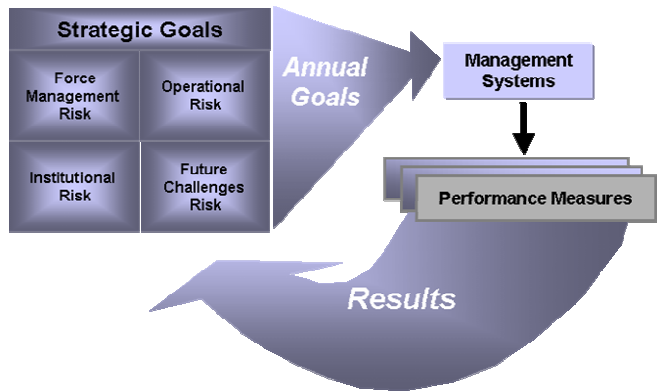 Strategic Goals
Force
Management
Risk
Operational
Risk
Institutional
Risk
Future
Challenges
Risk
Annual
Goals
Management
Systems
Performance Measures
Results